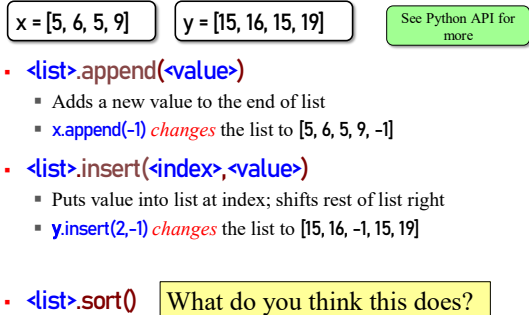 x = [5, 6, 5, 9]
y = [15, 16, 15, 19]
See Python API for
more
▪ <list>.append(<value>)
▪ Adds a new value to the end of list
▪ x.append(-1) changes the list to [5, 6, 5, 9, -1]
▪ <list>.insert(<index>,<value>)
▪ Puts value into list at index; shifts rest of list right
▪ y.insert(2,-1) changes the list to [15, 16, -1, 15, 19]
▪ <list>.sort()
What do you think this does?